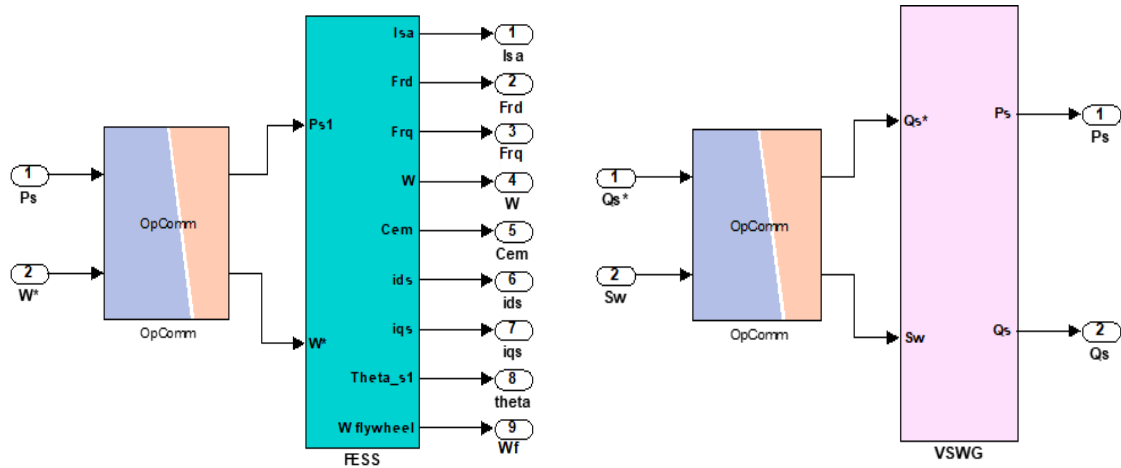 1
Ps
2
W*
OpComm
OpComm
Ps1
W*
Isa
Frd
Frq
W
Cem
ids
iqs
Theta_s1
W flywheel
FESS
1
Isa
2
Frd
3
Frq
4
W
5
Cem
6
ids
7
iqs
8
theta
9
Wf
1
Qs*
2
Sw
OpComm
OpComm
Qs*
Sw
Ps
Qs
VSWG
1
Ps
2
Qs